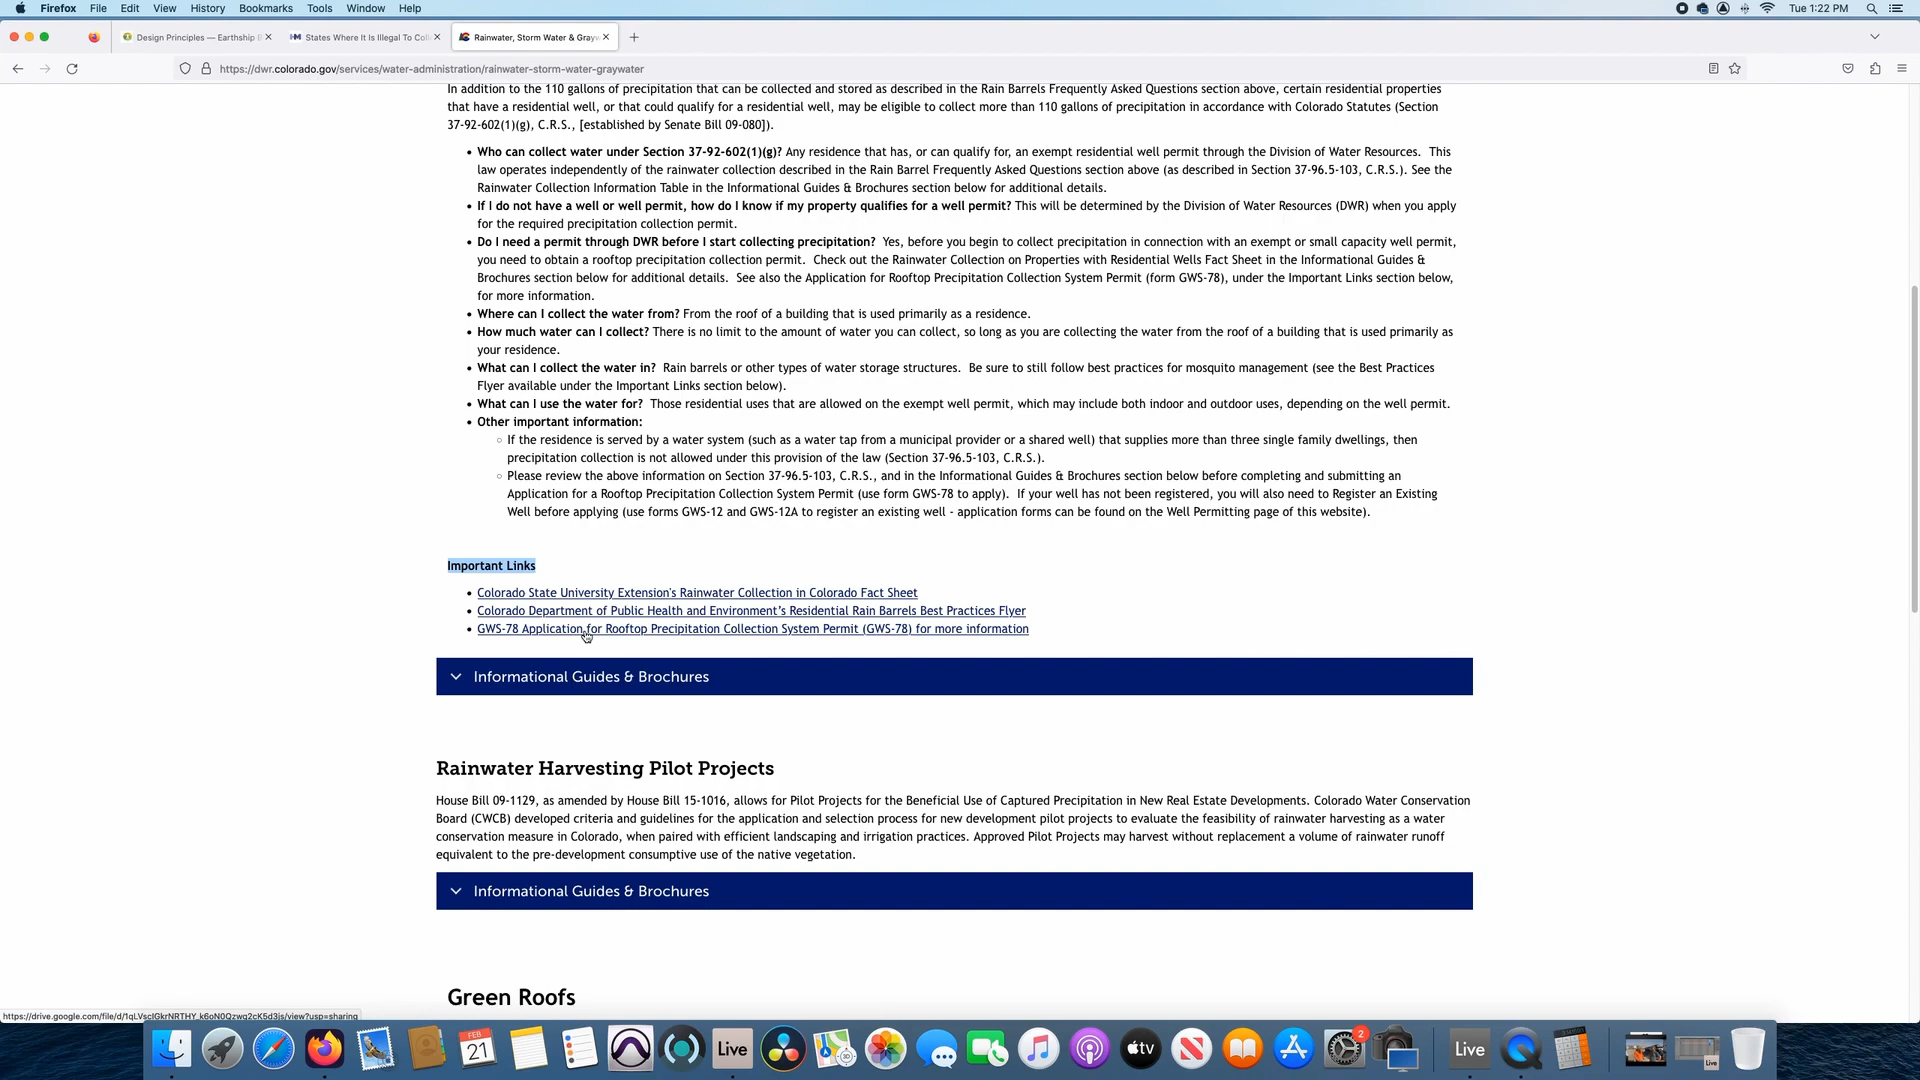 Firefox File Edit View History Bookmarks Tools Window Help Tue 1:22 PM
Design Principles — Earthship B States Where It Is Illegal To Coll Rainwater, Storm Water & Grayw
https://dwr.colorado.gov/services/water-administration/rainwater-storm-water-graywater
In addition to the 110 gallons of precipitation that can be collected and stored as described in the Rain Barrels Frequently Asked Questions section above, certain residential properties
that have a residential well, or that could qualify for a residential well, may be eligible to collect more than 110 gallons of precipitation in accordance with Colorado Statutes (Section
37-92-602(1)(g), C.R.S., [established by Senate Bill 09-080]).
• Who can collect water under Section 37-92-602(1)(g)? Any residence that has, or can qualify for, an exempt residential well permit through the Division of Water Resources. This
law operates independently of the rainwater collection described in the Rain Barrel Frequently Asked Questions section above (as described in Section 37-96.5-103, C.R.S.). See the
Rainwater Collection Information Table in the Informational Guides & Brochures section below for additional details.
• If I do not have a well or well permit, how do I know if my property qualifies for a well permit? This will be determined by the Division of Water Resources (DWR) when you apply
for the required precipitation collection permit.
• Do I need a permit through DWR before I start collecting precipitation? Yes, before you begin to collect precipitation in connection with an exempt or small capacity well permit,
you need to obtain a rooftop precipitation collection permit. Check out the Rainwater Collection on Properties with Residential Wells Fact Sheet in the Informational Guides &
Brochures section below for additional details. See also the Application for Rooftop Precipitation Collection System Permit (form GWS-78), under the Important Links section below,
for more information.
• Where can I collect the water from? From the roof of a building that is used primarily as a residence.
• How much water can I collect? There is no limit to the amount of water you can collect, so long as you are collecting the water from the roof of a building that is used primarily as
your residence.
• What can I collect the water in? Rain barrels or other types of water storage structures. Be sure to still follow best practices for mosquito management (see the Best Practices
Flyer available under the Important Links section below).
• What can I use the water for? Those residential uses that are allowed on the exempt well permit, which may include both indoor and outdoor uses, depending on the well permit.
• Other important information:
○ If the residence is served by a water system (such as a water tap from a municipal provider or a shared well) that supplies more than three single family dwellings, then
precipitation collection is not allowed under this provision of the law (Section 37-96.5-103, C.R.S.).
○ Please review the above information on Section 37-96.5-103, C.R.S., and in the Informational Guides & Brochures section below before completing and submitting an
Application for a Rooftop Precipitation Collection System Permit (use form GWS-78 to apply). If your well has not been registered, you will also need to Register an Existing
Well before applying (use forms GWS-12 and GWS-12A to register an existing well - application forms can be found on the Well Permitting page of this website).
Important Links
• Colorado State University Extension's Rainwater Collection in Colorado Fact Sheet
• Colorado Department of Public Health and Environment's Residential Rain Barrels Best Practices Flyer
• GWS-78 Application for Rooftop Precipitation Collection System Permit (GWS-78) for more information
Informational Guides & Brochures
Rainwater Harvesting Pilot Projects
House Bill 09-1129, as amended by House Bill 15-1016, allows for Pilot Projects for the Beneficial Use of Captured Precipitation in New Real Estate Developments. Colorado Water Conservation
Board (CWCB) developed criteria and guidelines for the application and selection process for new development pilot projects to evaluate the feasibility of rainwater harvesting as a water
conservation measure in Colorado, when paired with efficient landscaping and irrigation practices. Approved Pilot Projects may harvest without replacement a volume of rainwater runoff
equivalent to the pre-development consumptive use of the native vegetation.
Informational Guides & Brochures
Green Roofs
FEB 21 Live 3D tv 2 Live